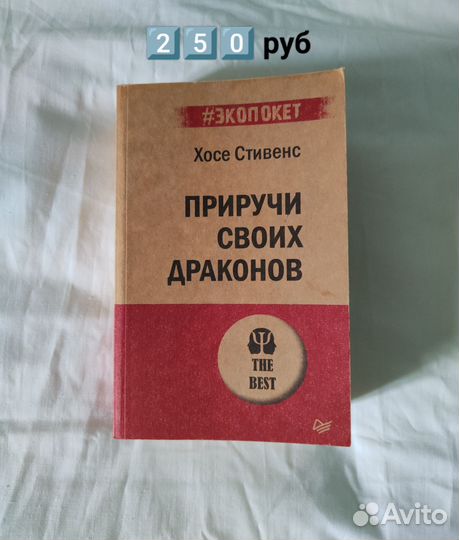 250 руб
#ЭКОПОКЕТ
Хосе Стивенс
ПРИРУЧИ
СВОИХ
ДРАКОНОВ
Ψ
THE
BEST
Avito